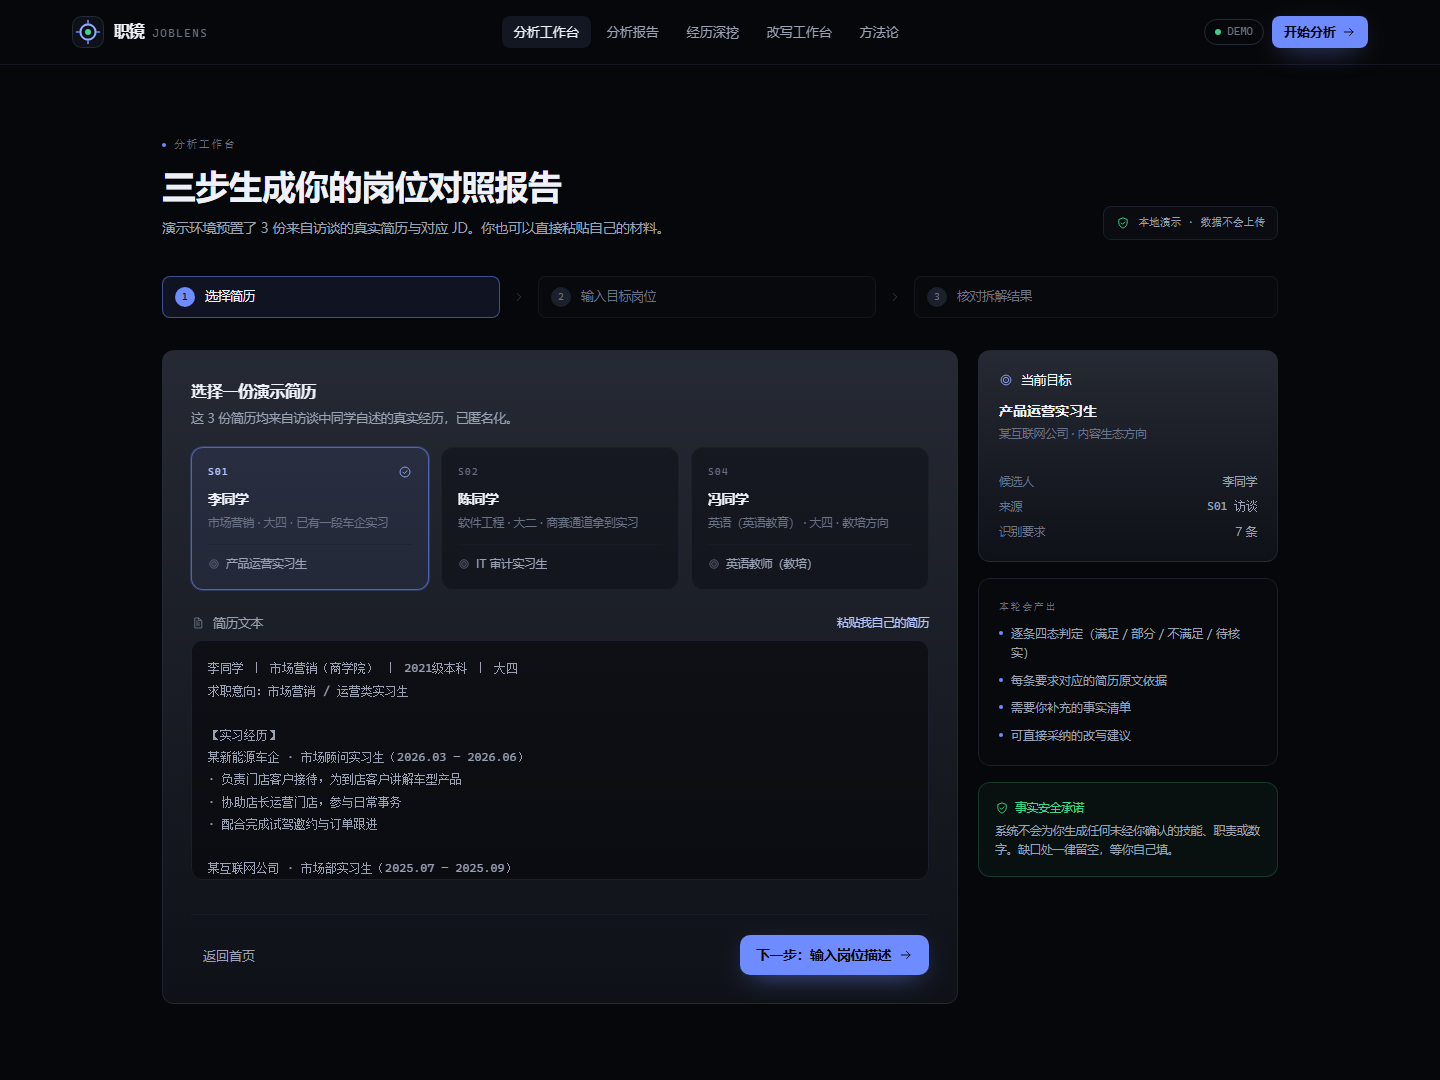 职镜 JOBLENS
分析工作台 分析报告 经历深挖 改写工作台 方法论
DEMO
开始分析 →
分析工作台
三步生成你的岗位对照报告
演示环境预置了 3 份来自访谈的真实简历与对应 JD。你也可以直接粘贴自己的材料。
本地演示 · 数据不会上传
1 选择简历
2 输入目标岗位
3 核对拆解结果
选择一份演示简历
这 3 份简历均来自访谈中同学自述的真实经历，已匿名化。
S01
李同学
市场营销 · 大四 · 已有一段车企实习
产品运营实习生
S02
陈同学
软件工程 · 大二 · 商赛通道拿到实习
IT 审计实习生
S04
冯同学
英语（英语教育） · 大四 · 教培方向
英语教师（教培）
简历文本
粘贴我自己的简历
李同学 | 市场营销（商学院） | 2021级本科 | 大四
求职意向：市场营销 / 运营类实习生
【实习经历】
某新能源车企 · 市场顾问实习生（2026.03 – 2026.06）
· 负责门店客户接待，为到店客户讲解车型产品
· 协助店长运营门店，参与日常事务
· 配合完成试驾邀约与订单跟进
某互联网公司 · 市场部实习生（2025.07 – 2025.09）
返回首页
下一步：输入岗位描述 →
当前目标
产品运营实习生
某互联网公司 · 内容生态方向
候选人 李同学
来源 S01 访谈
识别要求 7 条
本轮会产出
逐条四态判定（满足 / 部分 / 不满足 / 待核
实）
每条要求对应的简历原文依据
需要你补充的事实清单
可直接采纳的改写建议
事实安全承诺
系统不会为你生成任何未经你确认的技能、职责或数
字。缺口处一律留空，等你自己填。